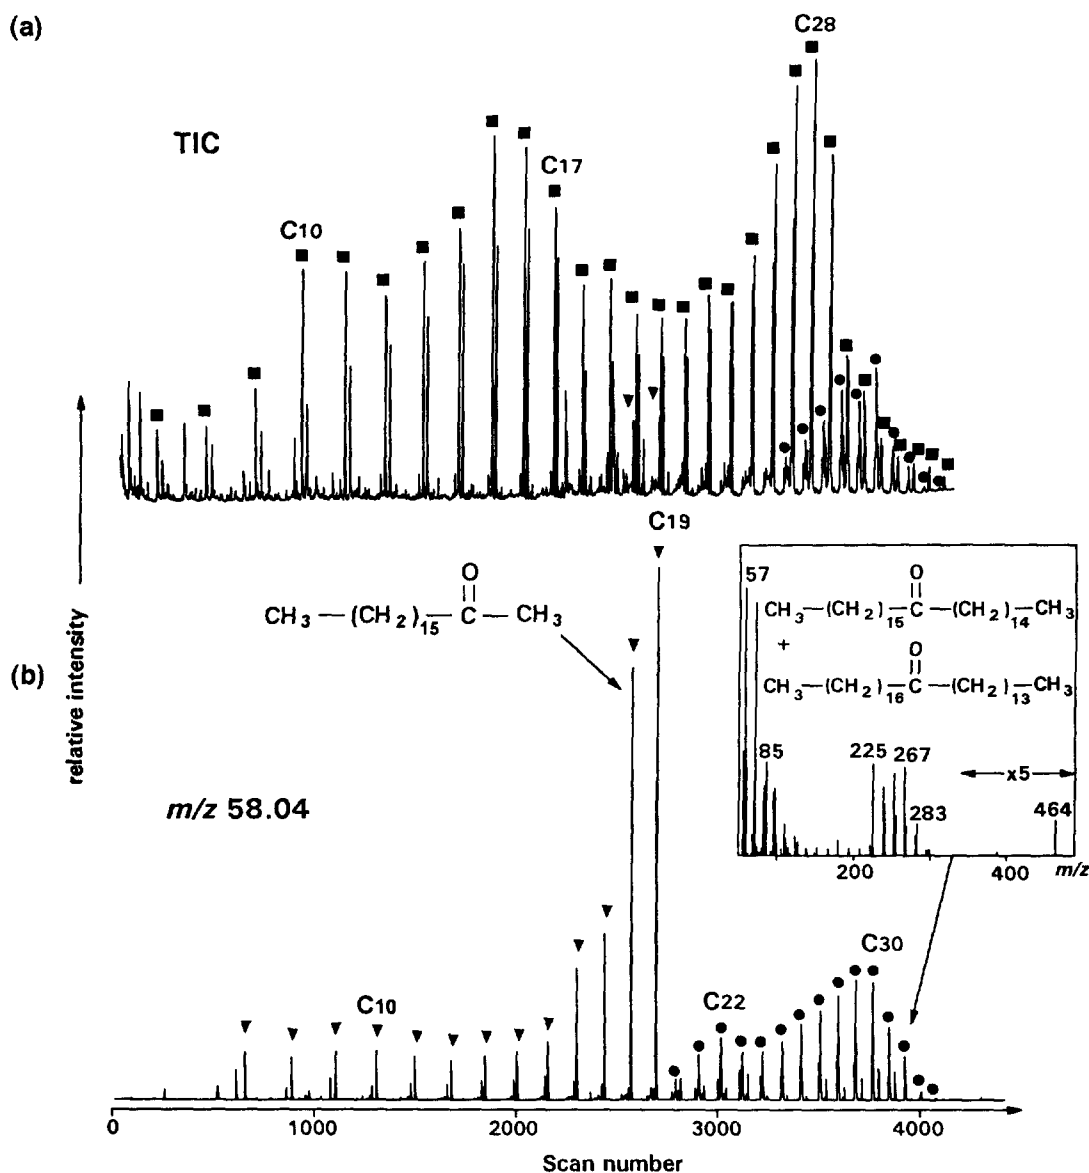 (a)
C28
TIC
C17
C10
relative intensity
C19
O
CH3—(CH2)15—C—CH3
(b)
m/z 58.04
57
O
CH3—(CH2)15—C—(CH2)14—CH3
+
O
CH3—(CH2)16—C—(CH2)13—CH3
85
225
267
x5
283
464
200
400
m/z
C10
C22
C30
0
1000
2000
3000
4000
Scan number